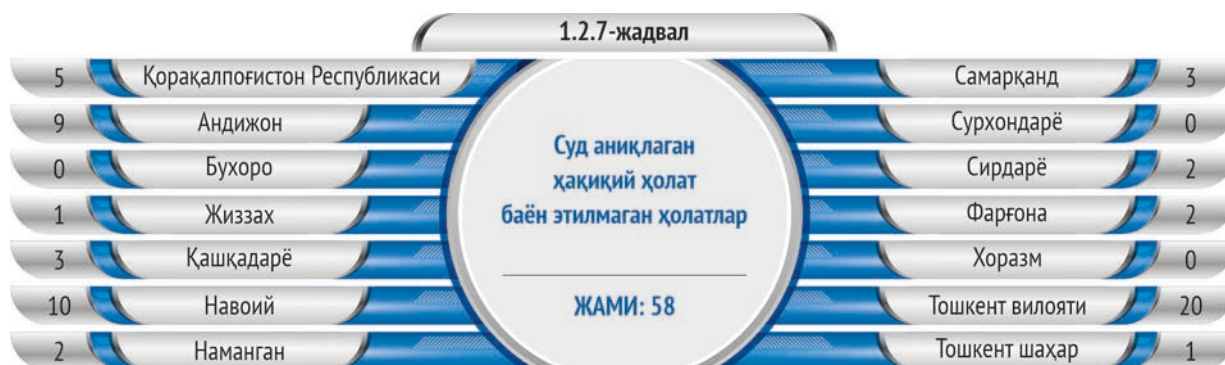 1.2.7-жадвал
5 Қорақалпоғистон Республикаси
9 Андижон
0 Бухоро
1 Жиззах
3 Қашқадарё
10 Навоий
2 Наманган
Суд аниқлаган
ҳақиқий ҳолат
баён этилмаган ҳолатлар
ЖАМИ: 58
Самарқанд 3
Сурхондарё 0
Сирдарё 2
Фарғона 2
Хоразм 0
Тошкент вилояти 20
Тошкент шаҳар 1